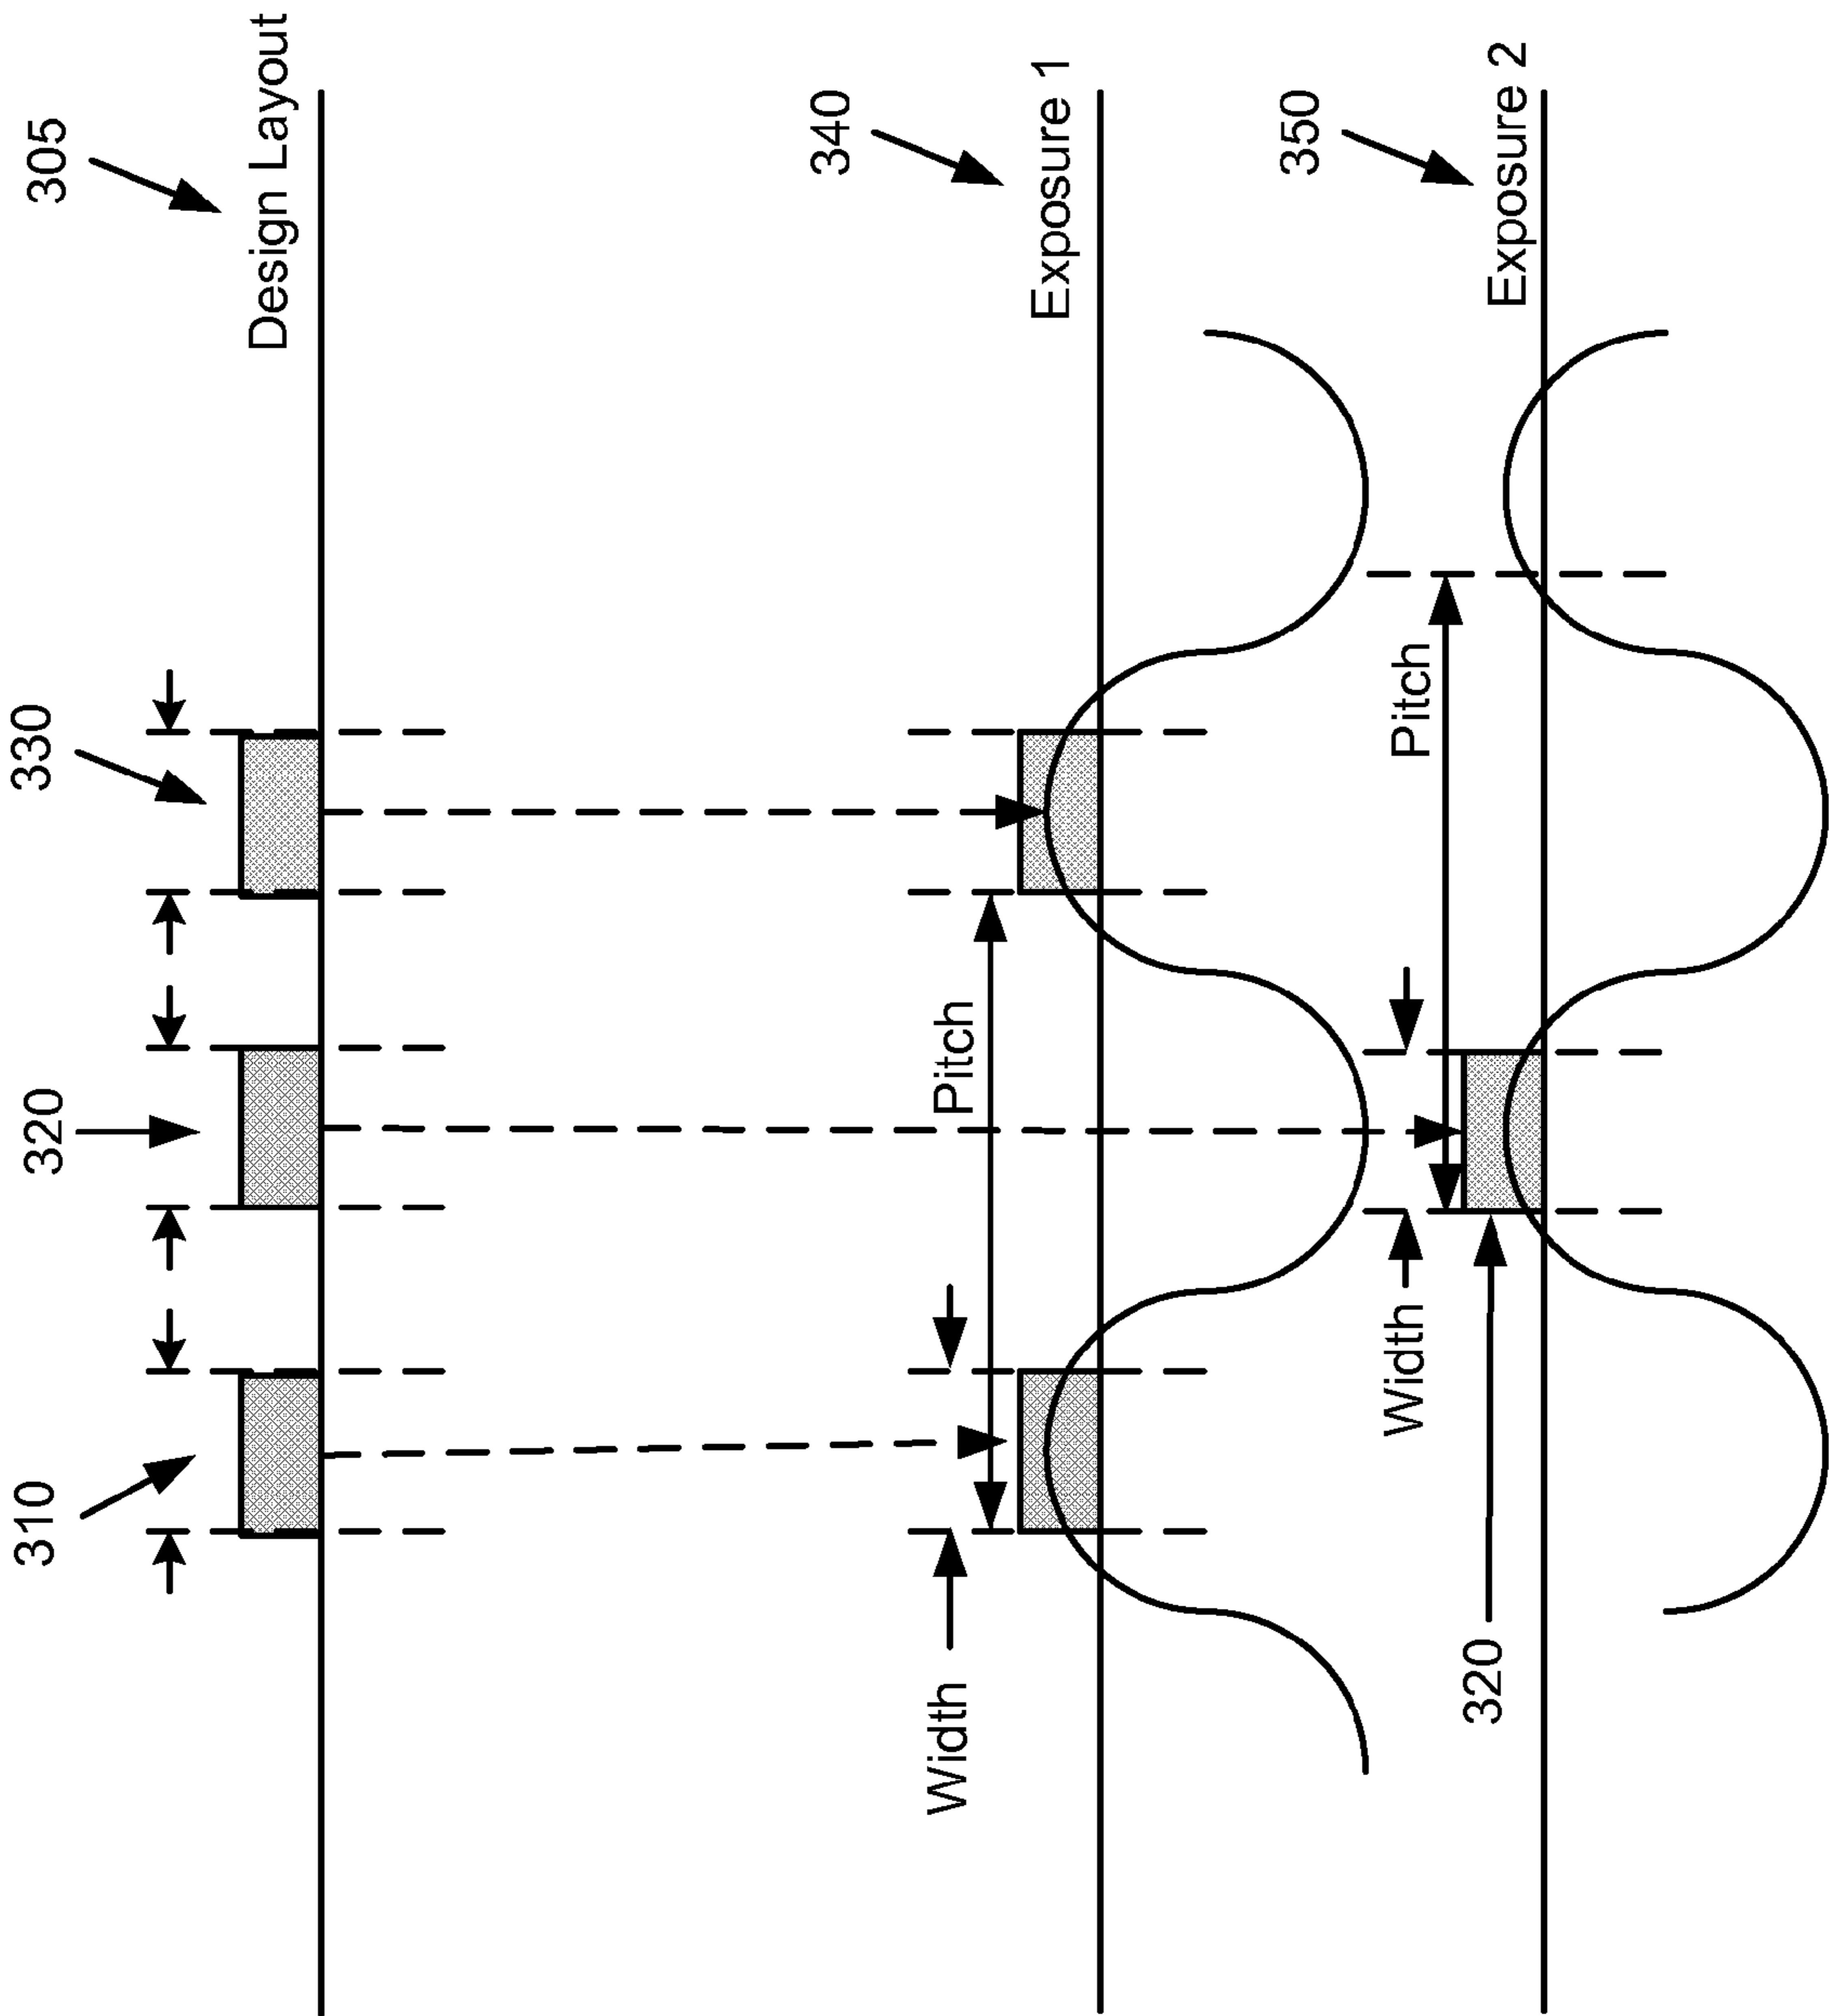 305
Design Layout
310
320
330
340
Exposure 1
Pitch
Width
350
Exposure 2
Pitch
Width
320